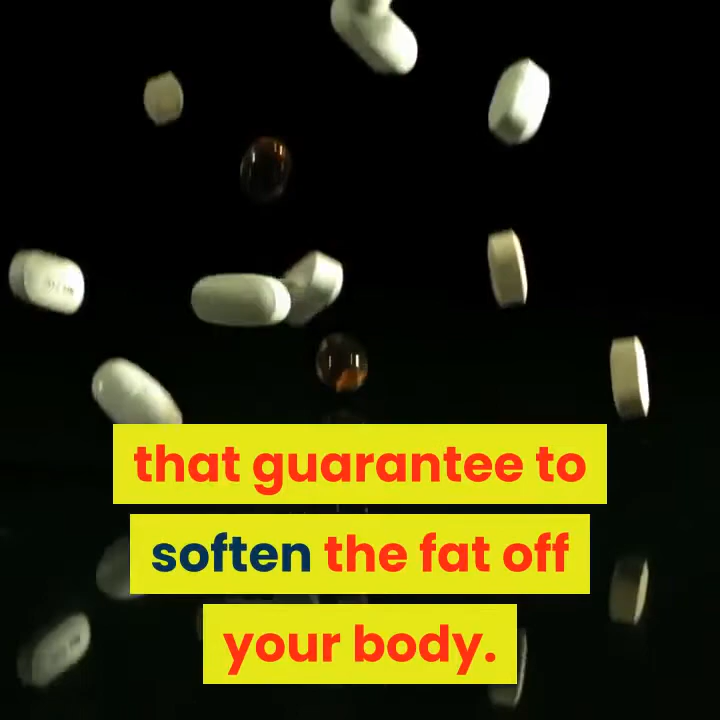 that guarantee to
soften the fat off
your body.